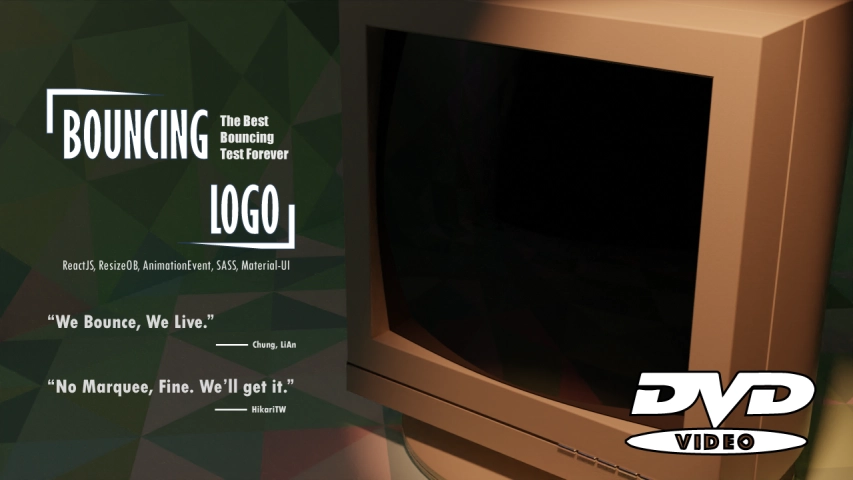 BOUNCING
The Best
Bouncing
Test Forever
LOGO
ReactJS, ResizeOB, AnimationEvent, SASS, Material-UI
“We Bounce, We Live.”
Chung, LiAn
“No Marquee, Fine. We’ll get it.”
HikariTW
DVD
VIDEO